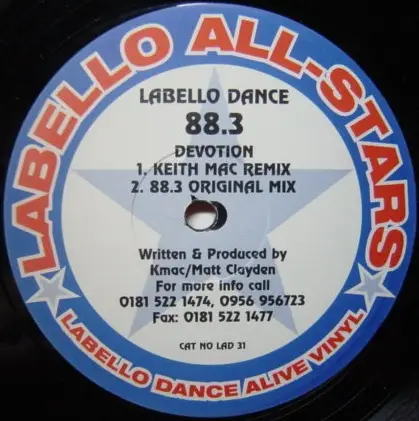 LABELLO ALL-STARS
LABELLO DANCE
88.3
DEVOTION
1. KEITH MAC REMIX
2. 88.3 ORIGINAL MIX
Written & Produced by
Kmac/Matt Clayden
For more info call
0181 522 1474, 0956 956723
Fax: 0181 522 1477
CAT NO LAD 31
LABELLO DANCE ALIVE VINYL